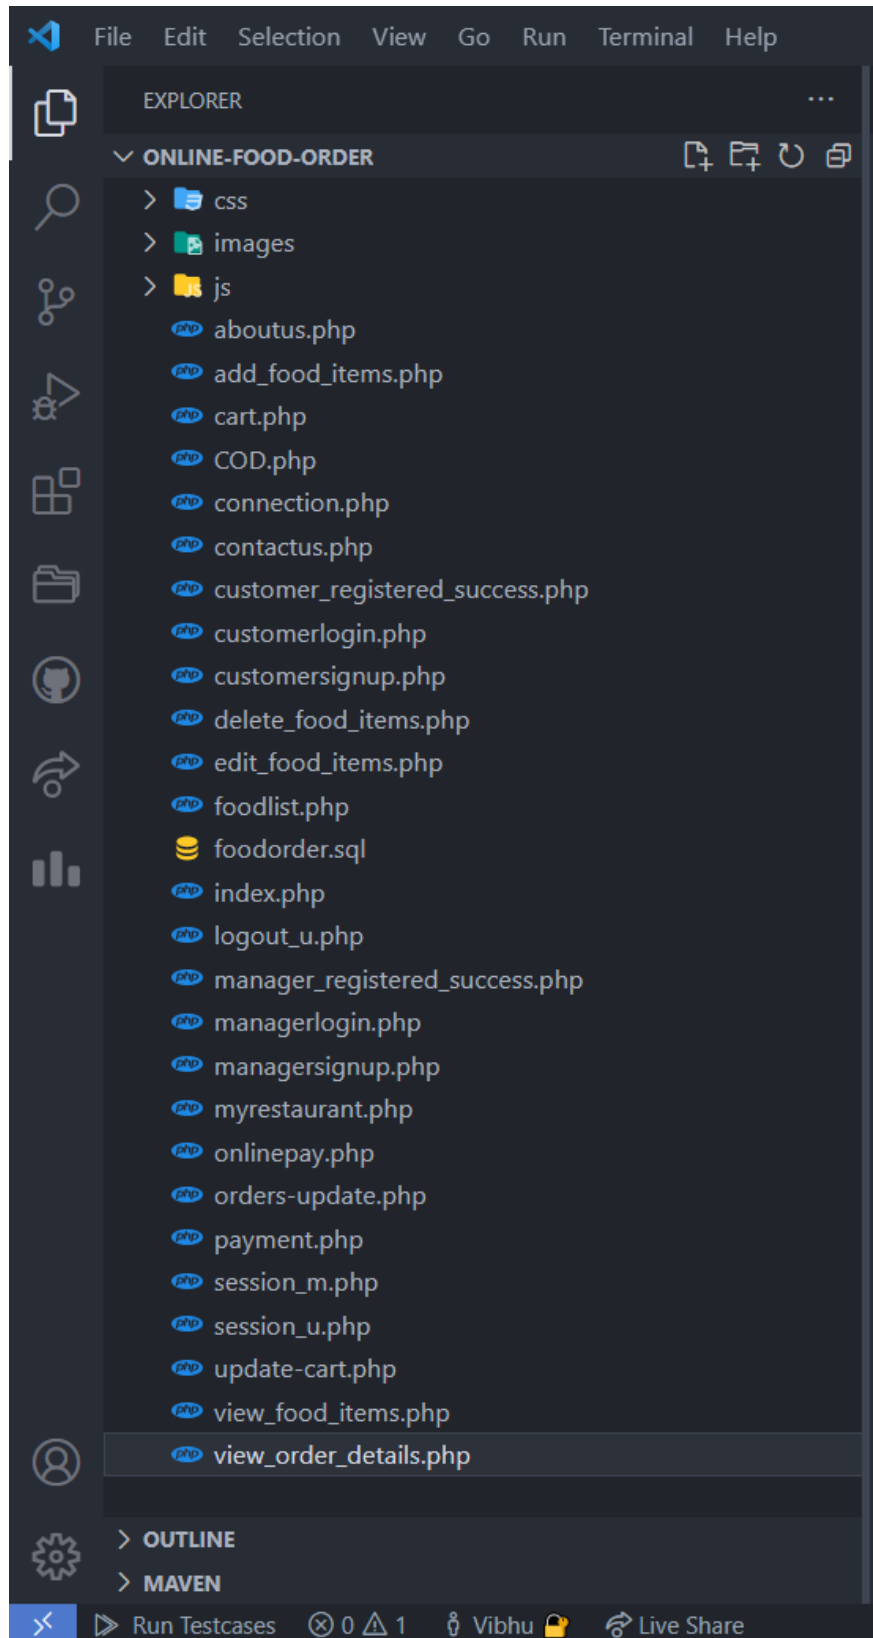 File Edit Selection View Go Run Terminal Help
EXPLORER
ONLINE-FOOD-ORDER
css
images
js
aboutus.php
add_food_items.php
cart.php
COD.php
connection.php
contactus.php
customer_registered_success.php
customerlogin.php
customersignup.php
delete_food_items.php
edit_food_items.php
foodlist.php
foodorder.sql
index.php
logout_u.php
manager_registered_success.php
managerlogin.php
managersignup.php
myrestaurant.php
onlinepay.php
orders-update.php
payment.php
session_m.php
session_u.php
update-cart.php
view_food_items.php
view_order_details.php
OUTLINE
MAVEN
Run Testcases 0 1 Vibhu Live Share